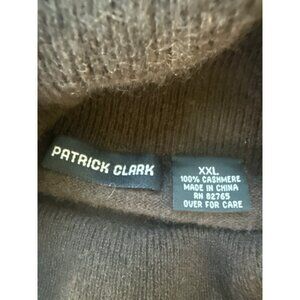 PATRICK CLARK
XXL
100% CASHMERE
MADE IN CHINA
RN 82765
OVER FOR CARE